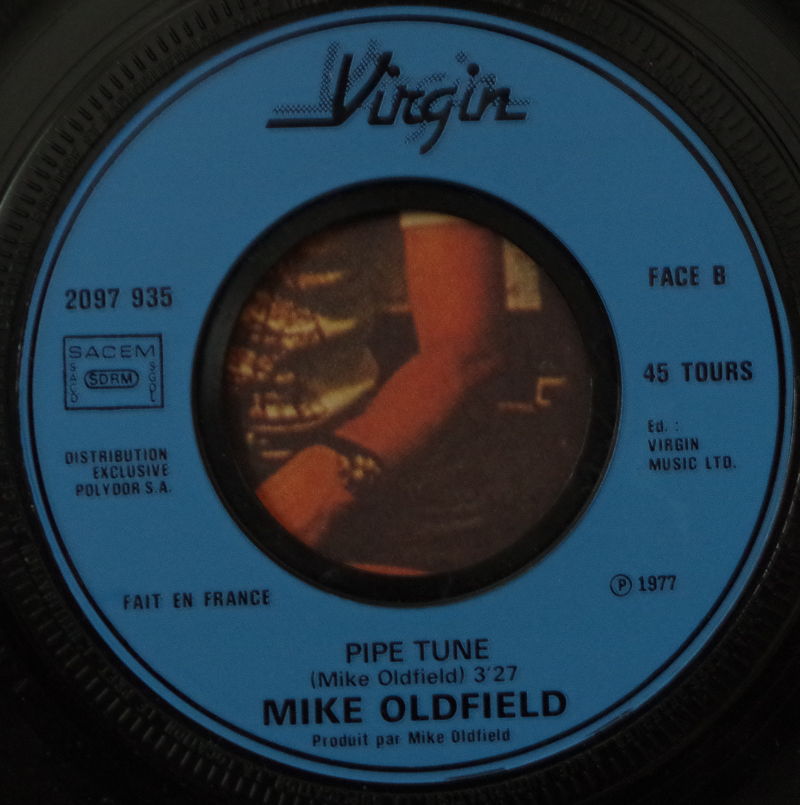 Virgin
2097 935
FACE B
SACEM
SACD
SDRM
SGDL
45 TOURS
DISTRIBUTION
EXCLUSIVE
POLYDOR S.A.
Ed. :
VIRGIN
MUSIC LTD.
FAIT EN FRANCE
Ⓟ 1977
PIPE TUNE
(Mike Oldfield) 3'27
MIKE OLDFIELD
Produit par Mike Oldfield